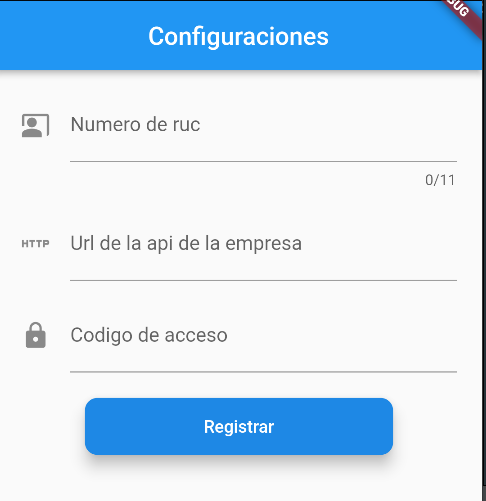 Configuraciones
Numero de ruc
0/11
HTTP
Url de la api de la empresa
Codigo de acceso
Registrar